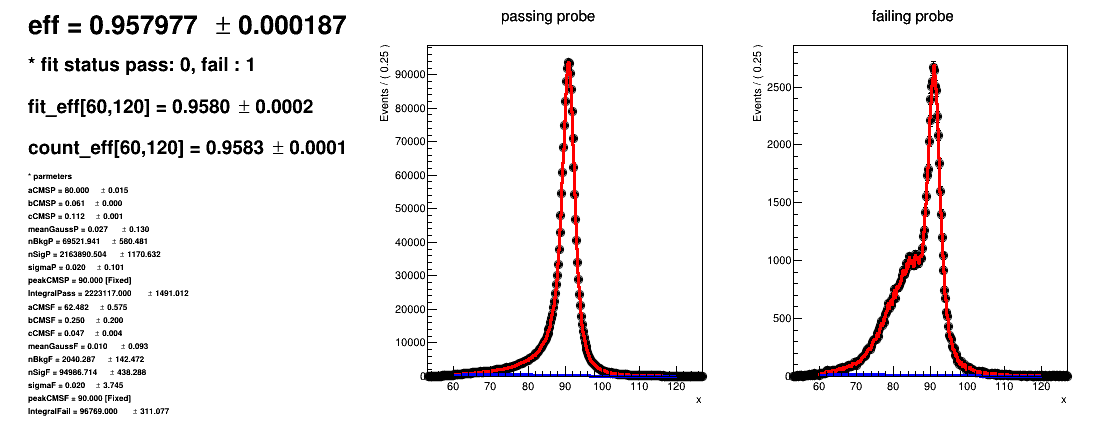 eff = 0.957977 ± 0.000187
* fit status pass: 0, fail : 1
fit_eff[60,120] = 0.9580 ± 0.0002
count_eff[60,120] = 0.9583 ± 0.0001
* parmeters
aCMSP = 80.000 ± 0.015
bCMSP = 0.061 ± 0.000
cCMSP = 0.112 ± 0.001
meanGaussP = 0.027 ± 0.130
nBkgP = 69521.941 ± 580.481
nSigP = 2163890.504 ± 1170.632
sigmaP = 0.020 ± 0.101
peakCMSP = 90.000 [Fixed]
IntegralPass = 2223117.000 ± 1491.012
aCMSF = 62.482 ± 0.575
bCMSF = 0.250 ± 0.200
cCMSF = 0.047 ± 0.004
meanGaussF = 0.010 ± 0.093
nBkgF = 2040.287 ± 142.472
nSigF = 94986.714 ± 438.288
sigmaF = 0.020 ± 3.745
peakCMSF = 90.000 [Fixed]
IntegralFail = 96769.000 ± 311.077
passing probe
Events / ( 0.25 )
90000
80000
70000
60000
50000
40000
30000
20000
10000
0
60 70 80 90 100 110 120
x
failing probe
Events / ( 0.25 )
2500
2000
1500
1000
500
0
60 70 80 90 100 110 120
x